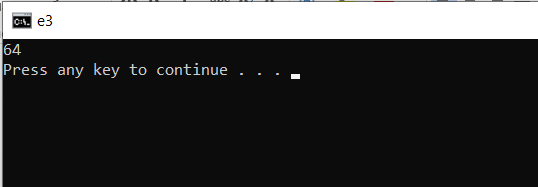 e3
64
Press any key to continue . . .